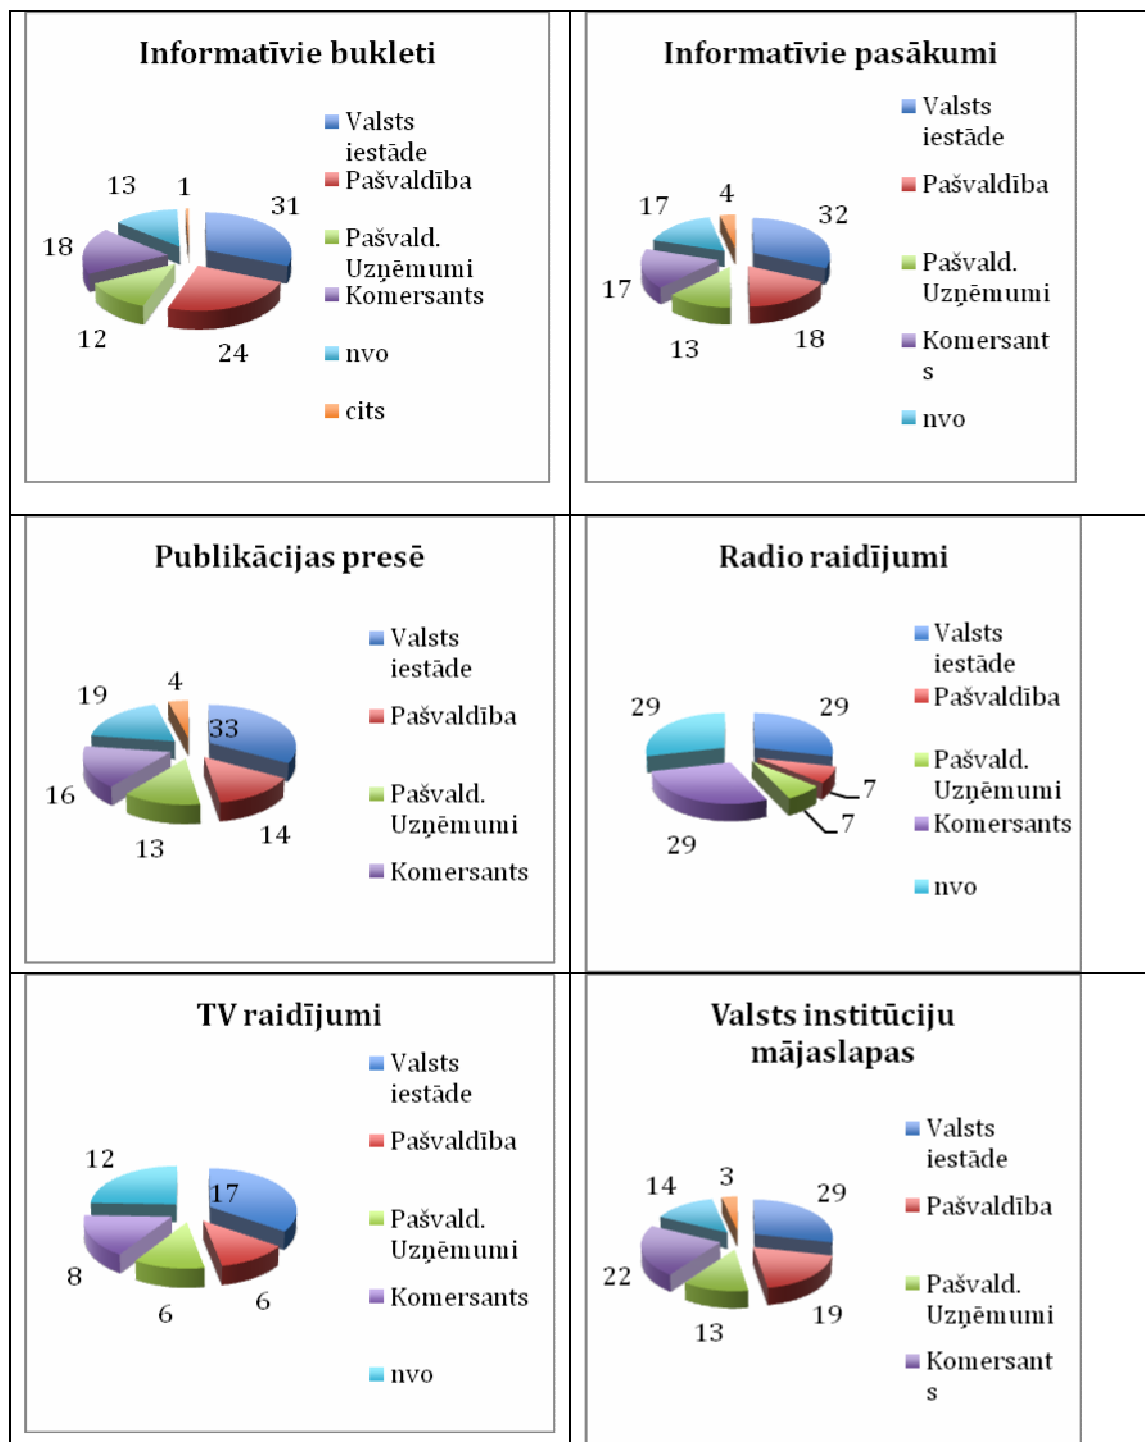 Informatīvie bukleti
Valsts
iestāde
Pašvaldība
Pašvald.
Uzņēmumi
Komersants
nvo
cits
13
1
31
18
12
24
Informatīvie pasākumi
Valsts
iestāde
Pašvaldība
Pašvald.
Uzņēmumi
Komersant
s
nvo
17
4
32
17
13
18
Publikācijas presē
Valsts
iestāde
Pašvaldība
Pašvald.
Uzņēmumi
Komersants
19
4
33
16
13
14
Radio raidījumi
Valsts
iestāde
Pašvaldība
Pašvald.
Uzņēmumi
Komersants
nvo
29
29
7
7
29
TV raidījumi
Valsts
iestāde
Pašvaldība
Pašvald.
Uzņēmumi
Komersants
nvo
12
17
8
6
6
Valsts institūciju
mājaslapas
Valsts
iestāde
Pašvaldība
Pašvald.
Uzņēmumi
Komersant
s
14
3
29
22
13
19